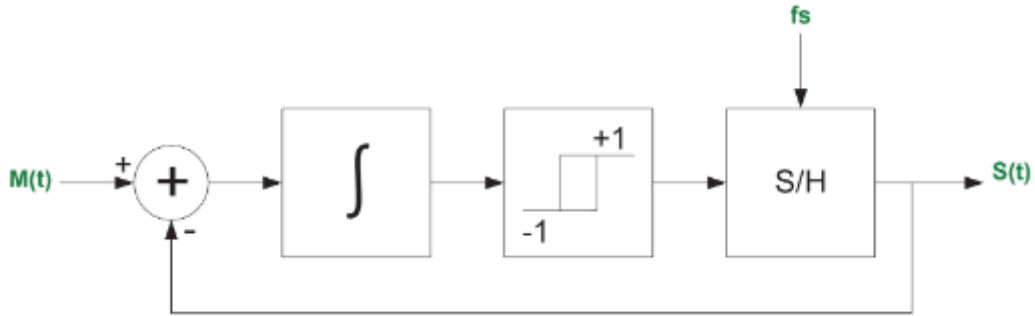 fs
+
M(t)
+
-
∫
+1
-1
S/H
S(t)